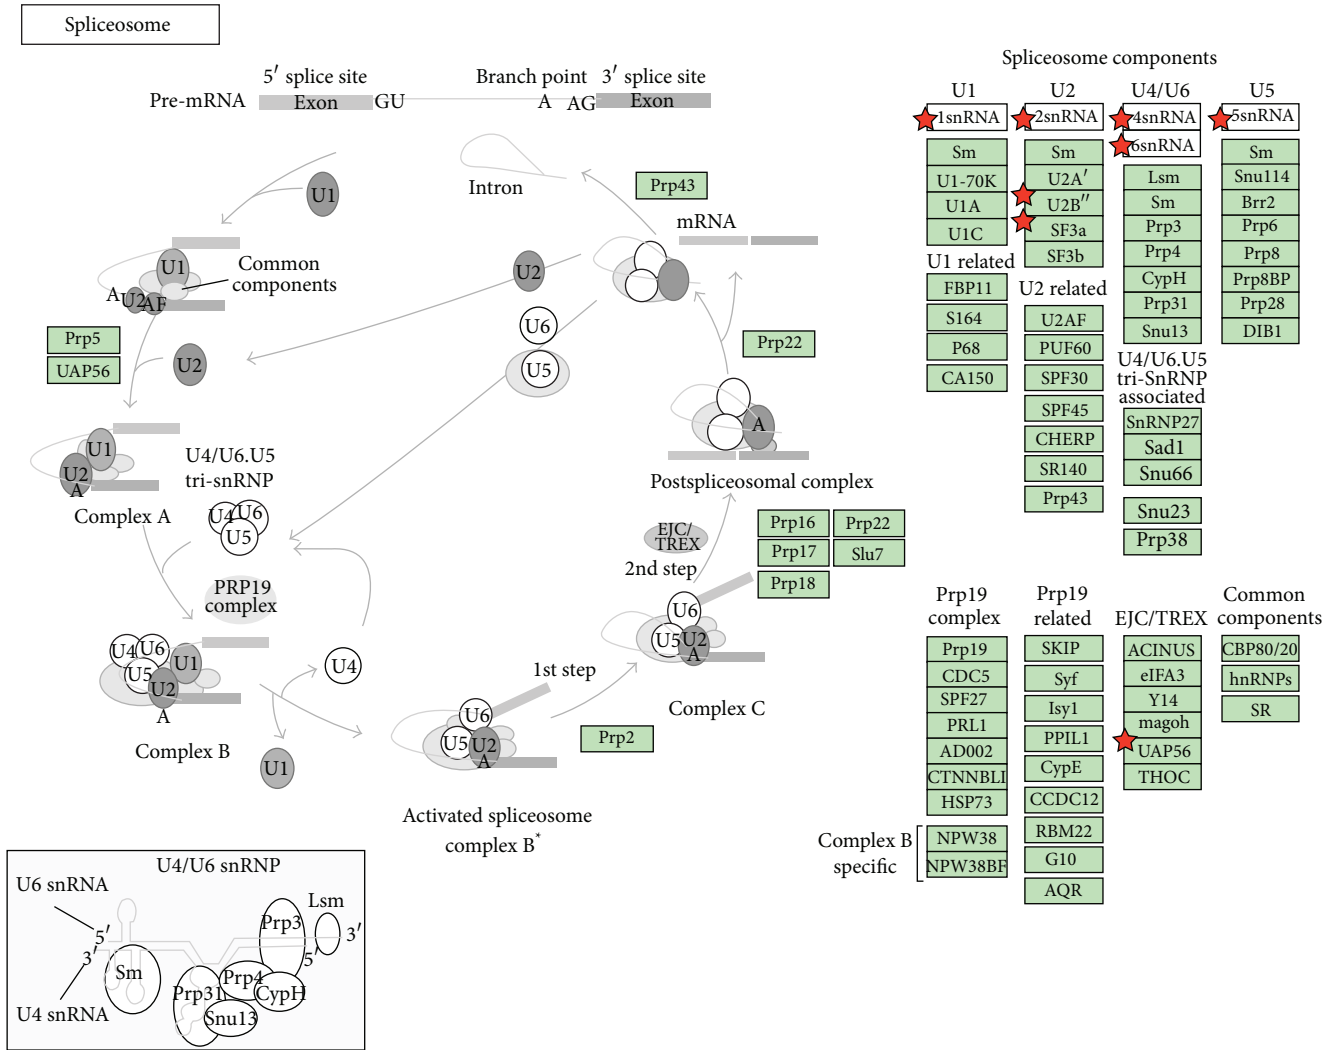 Spliceosome
5′ splice site
Branch point
3′ splice site
Pre-mRNA
Exon
GU
A
AG
Exon
Intron
Prp43
mRNA
U1
U1
Common
components
A
U2
AF
Prp5
UAP56
U2
U2
U6
U5
Prp22
A
Postspliceosomal complex
U1
U2
A
Complex A
U4/U6.U5
tri-snRNP
U4
U6
U5
PRP19
complex
EJC/
TREX
2nd step
Prp16
Prp22
Prp17
Slu7
Prp18
U4
U6
U5
U1
U2
A
Complex B
U4
U1
1st step
U6
U5
U2
A
Activated spliceosome
complex B*
Prp2
U6
U5
U2
A
Complex C
U4/U6 snRNP
U6 snRNA
5′
3′
U4 snRNA
Sm
Prp3
Lsm
3′
5′
Prp4
Prp31
CypH
Snu13
Spliceosome components
U1
1snRNA
Sm
U1-70K
U1A
U1C
U1 related
FBP11
S164
P68
CA150
U2
2snRNA
Sm
U2A′
U2B″
SF3a
SF3b
U2 related
U2AF
PUF60
SPF30
SPF45
CHERP
SR140
Prp43
U4/U6
4snRNA
6snRNA
Lsm
Sm
Prp3
Prp4
CypH
Prp31
Snu13
U4/U6.U5
tri-SnRNP
associated
SnRNP27
Sad1
Snu66
Snu23
Prp38
U5
5snRNA
Sm
Snu114
Brr2
Prp6
Prp8
Prp8BP
Prp28
DIB1
Prp19
complex
Prp19
CDC5
SPF27
PRL1
AD002
CTNNBLI
HSP73
Complex B
specific
NPW38
NPW38BF
Prp19
related
SKIP
Syf
Isy1
PPIL1
CypE
CCDC12
RBM22
G10
AQR
EJC/TREX
ACINUS
eIFA3
Y14
magoh
UAP56
THOC
Common
components
CBP80/20
hnRNPs
SR